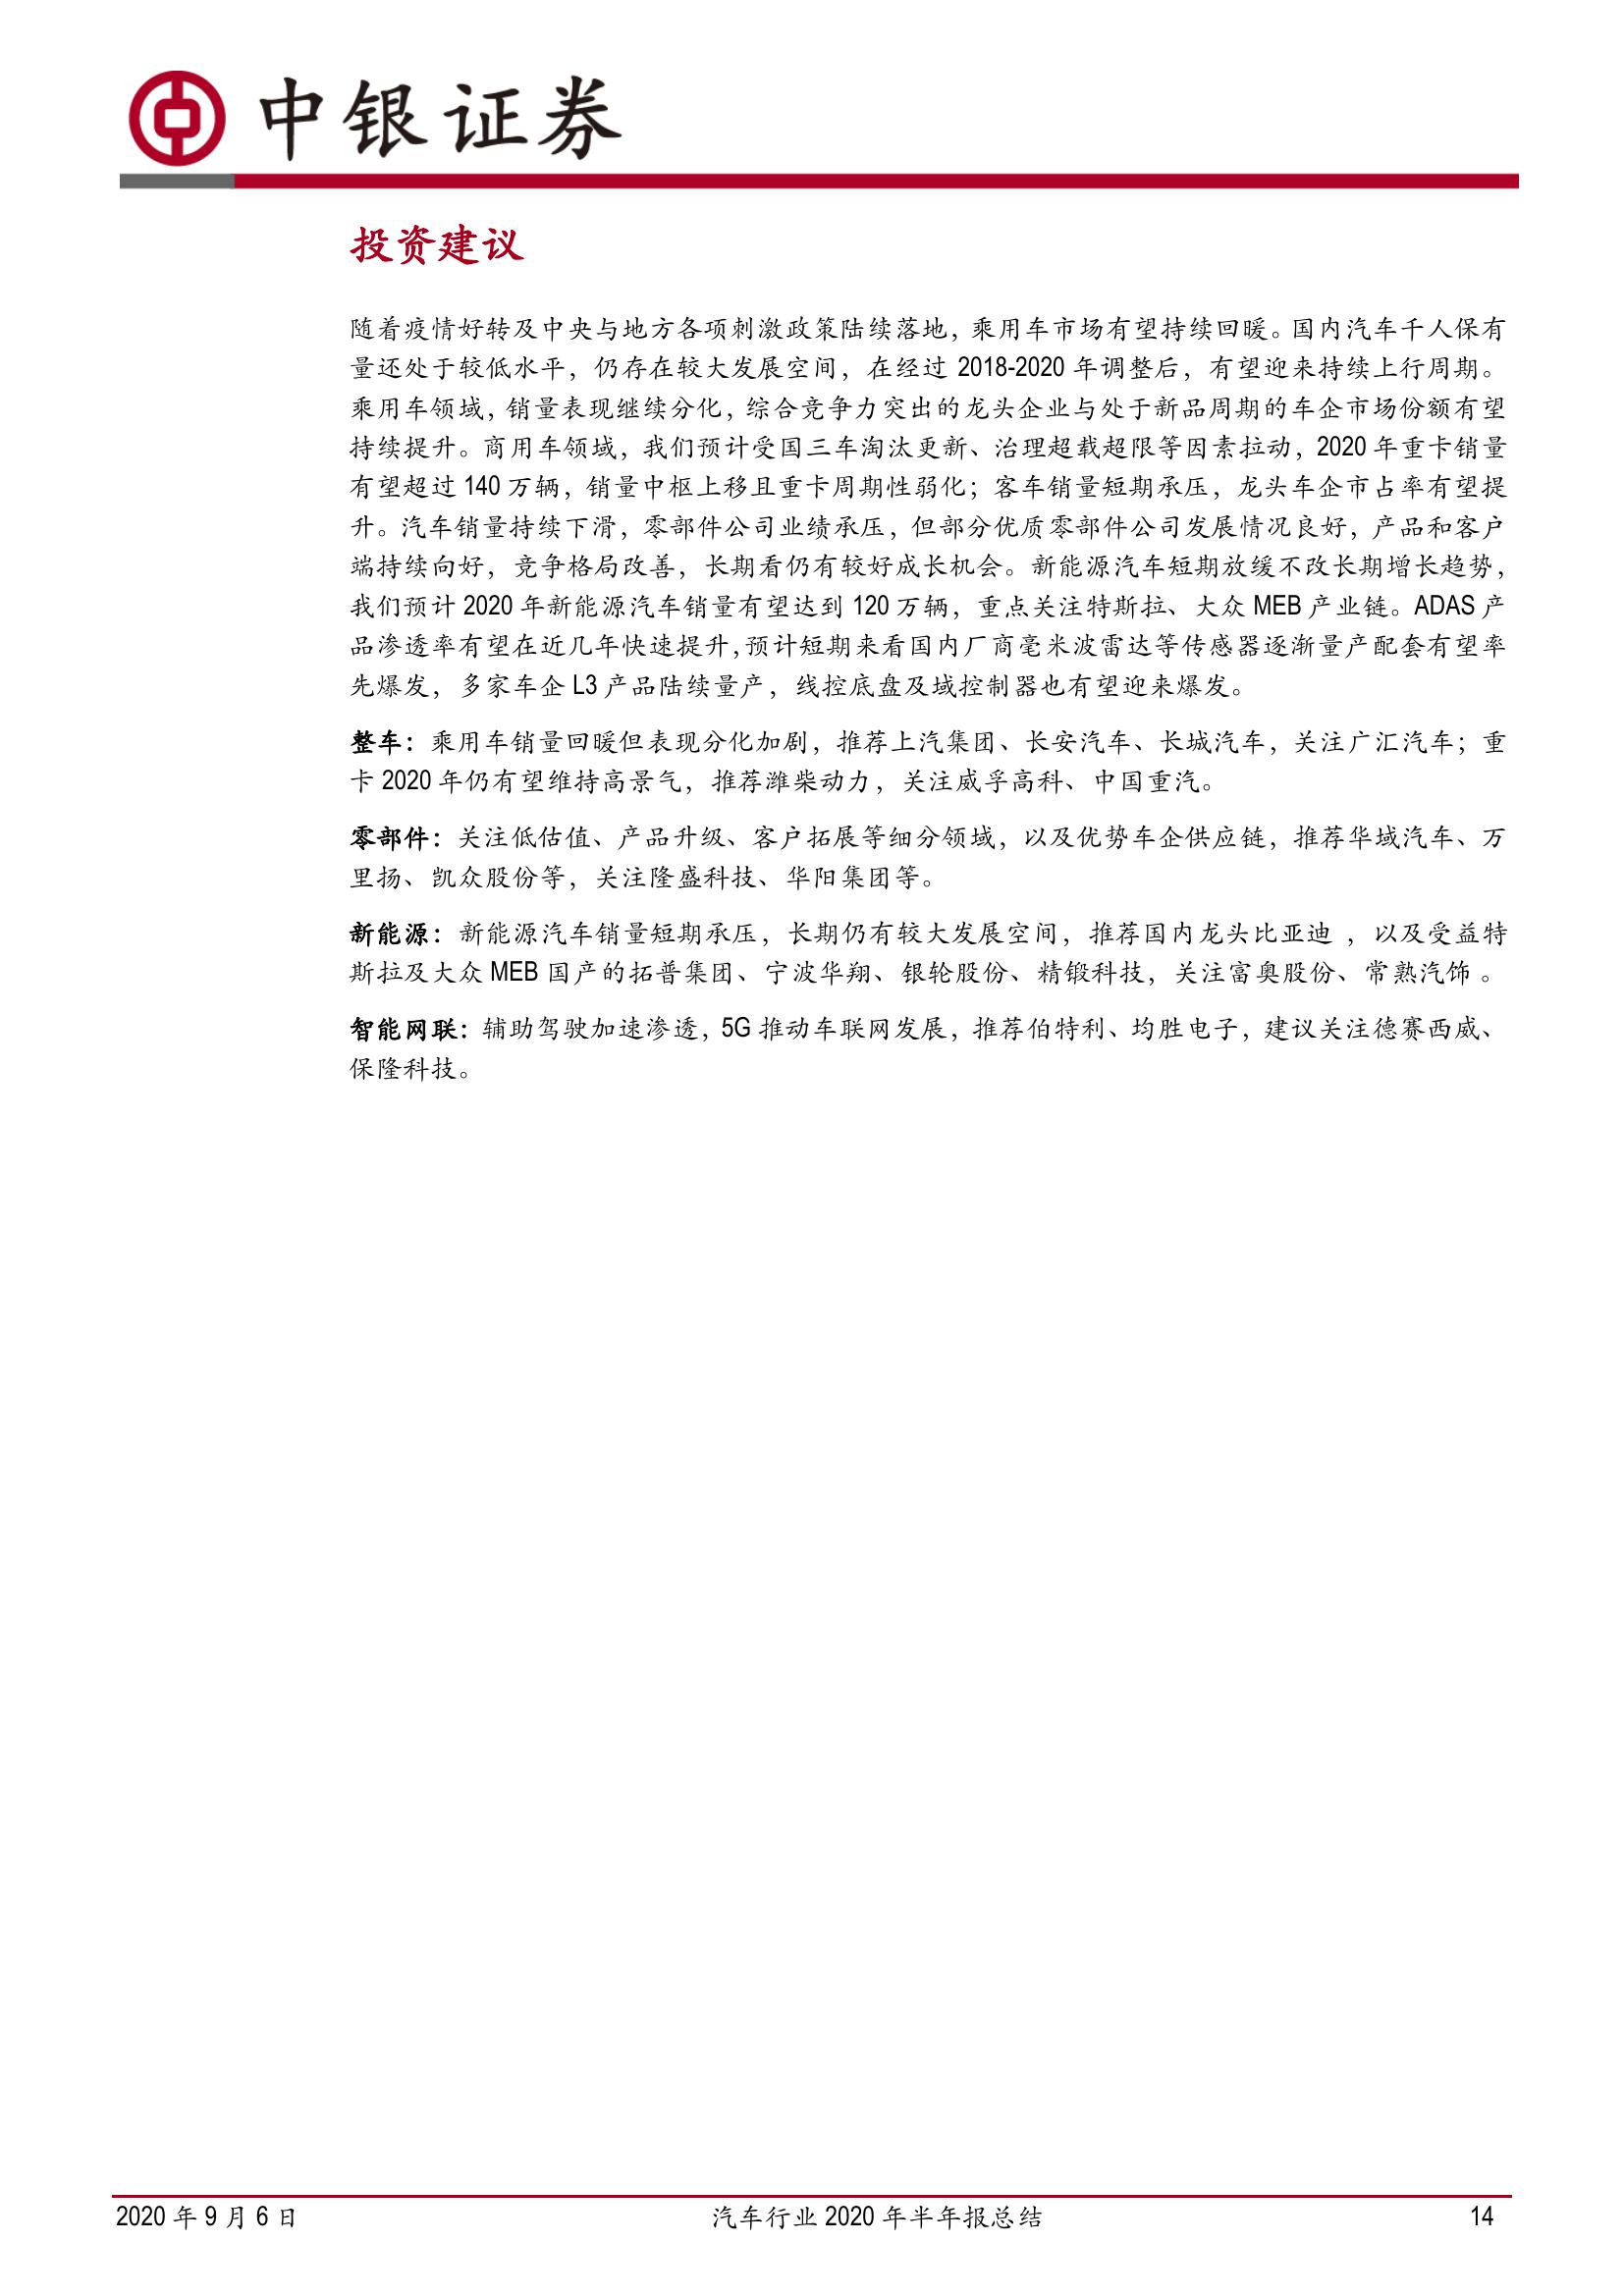 中银证券
投资建议
随着疫情好转及中央与地方各项刺激政策陆续落地，乘用车市场有望持续回暖。国内汽车千人保有
量还处于较低水平，仍存在较大发展空间，在经过 2018-2020 年调整后，有望迎来持续上行周期。
乘用车领域，销量表现继续分化，综合竞争力突出的龙头企业与处于新品周期的车企市场份额有望
持续提升。商用车领域，我们预计受国三车淘汰更新、治理超载超限等因素拉动，2020 年重卡销量
有望超过 140 万辆，销量中枢上移且重卡周期性弱化；客车销量短期承压，龙头车企市占率有望提
升。汽车销量持续下滑，零部件公司业绩承压，但部分优质零部件公司发展情况良好，产品和客户
端持续向好，竞争格局改善，长期看仍有较好成长机会。新能源汽车短期放缓不改长期增长趋势，
我们预计 2020 年新能源汽车销量有望达到 120 万辆，重点关注特斯拉、大众 MEB 产业链。ADAS 产
品渗透率有望在近几年快速提升，预计短期来看国内厂商毫米波雷达等传感器逐渐量产配套有望率
先爆发，多家车企 L3 产品陆续量产，线控底盘及域控制器也有望迎来爆发。
整车：乘用车销量回暖但表现分化加剧，推荐上汽集团、长安汽车、长城汽车，关注广汇汽车；重
卡 2020 年仍有望维持高景气，推荐潍柴动力，关注威孚高科、中国重汽。
零部件：关注低估值、产品升级、客户拓展等细分领域，以及优势车企供应链，推荐华域汽车、万
里扬、凯众股份等，关注隆盛科技、华阳集团等。
新能源：新能源汽车销量短期承压，长期仍有较大发展空间，推荐国内龙头比亚迪 ，以及受益特
斯拉及大众 MEB 国产的拓普集团、宁波华翔、银轮股份、精锻科技，关注富奥股份、常熟汽饰 。
智能网联：辅助驾驶加速渗透，5G 推动车联网发展，推荐伯特利、均胜电子，建议关注德赛西威、
保隆科技。
2020 年 9 月 6 日 汽车行业 2020 年半年报总结 14